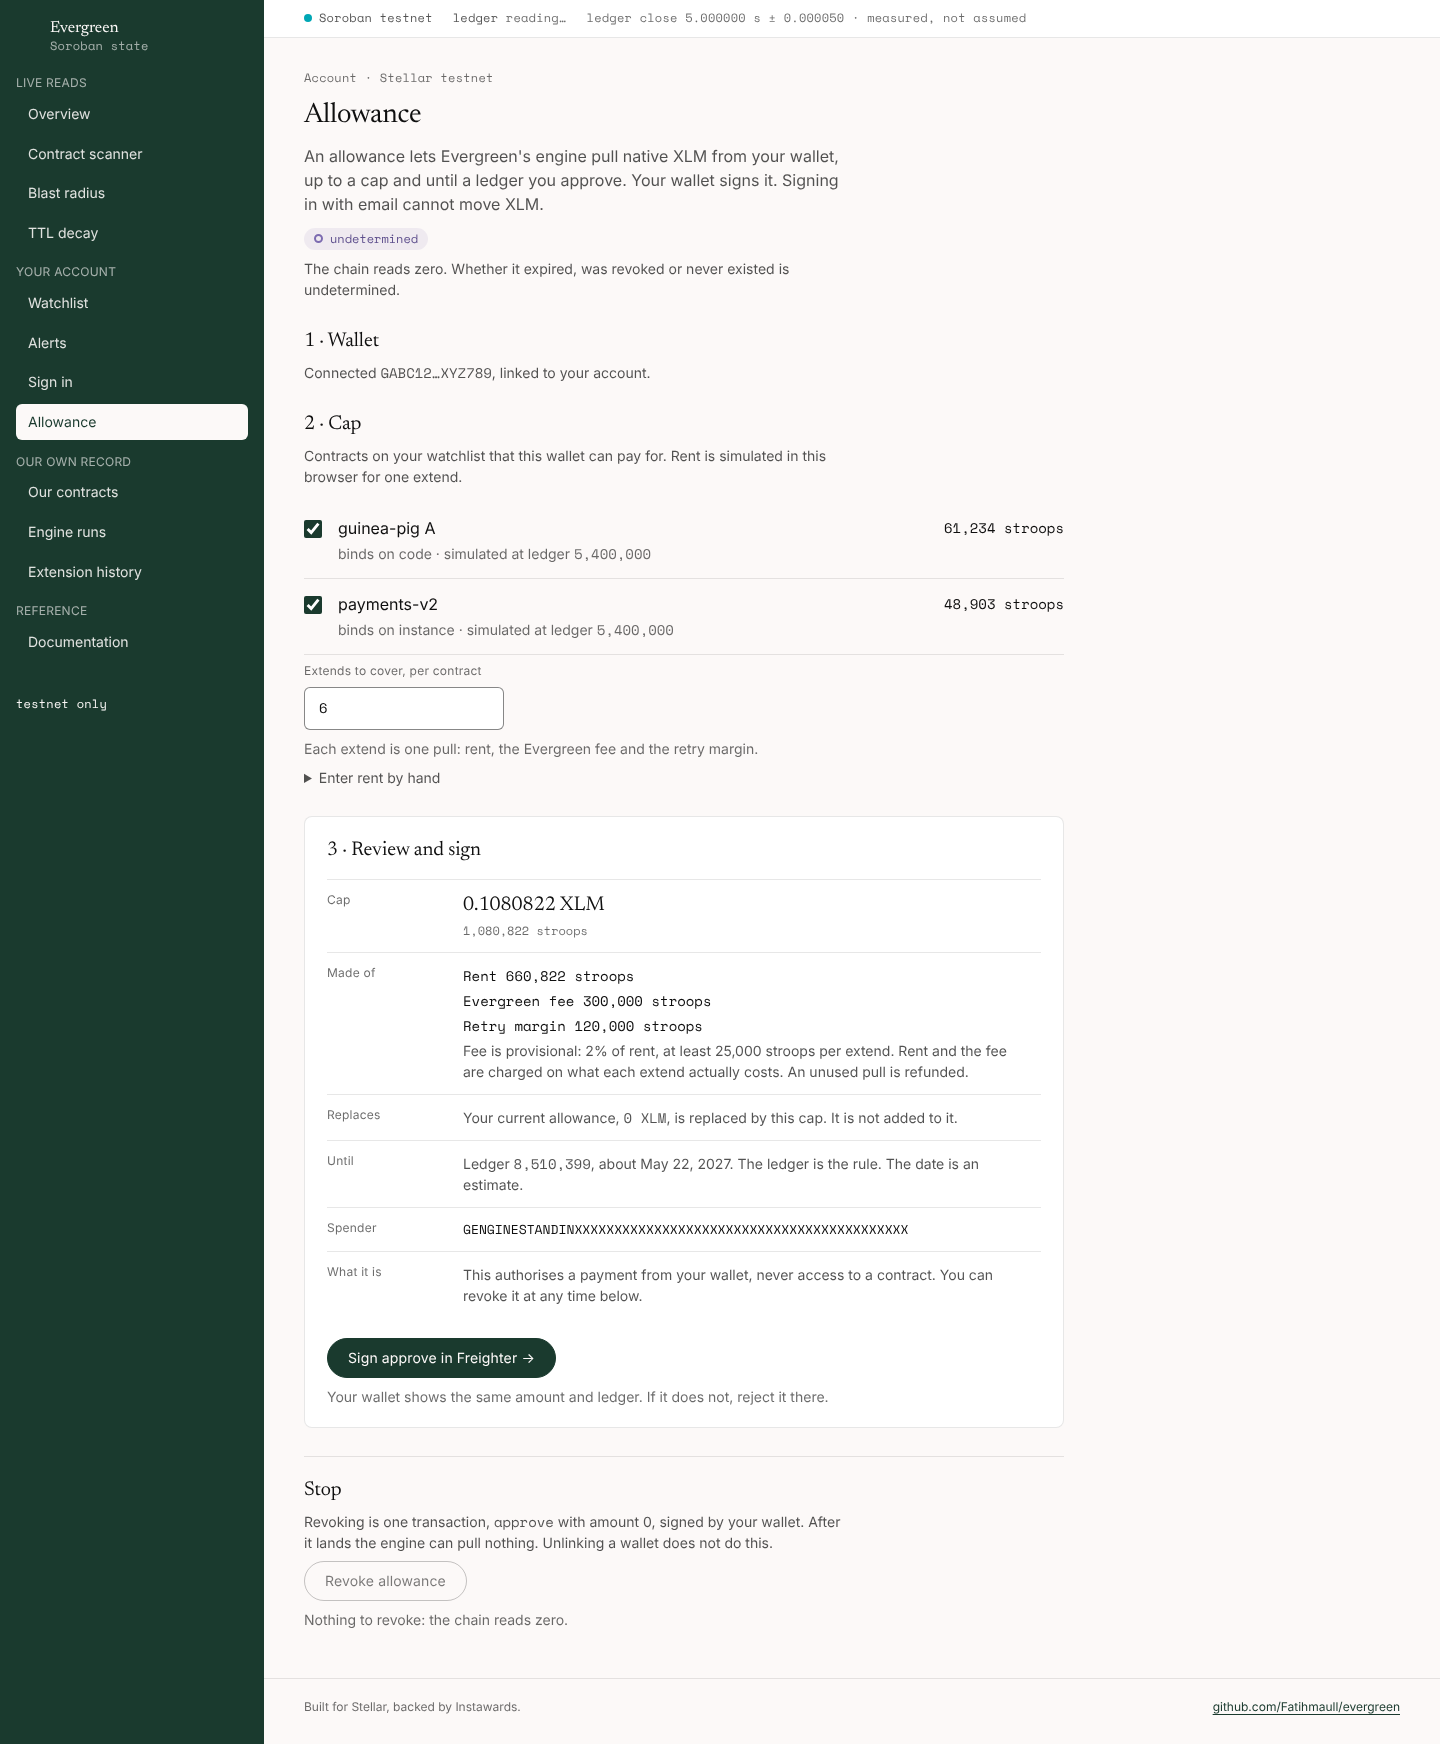 Evergreen
Soroban state
LIVE READS
Overview
Contract scanner
Blast radius
TTL decay
YOUR ACCOUNT
Watchlist
Alerts
Sign in
Allowance
OUR OWN RECORD
Our contracts
Engine runs
Extension history
REFERENCE
Documentation
testnet only
Soroban testnet ledger reading… ledger close 5.000000 s ± 0.000050 · measured, not assumed
Account · Stellar testnet
Allowance
An allowance lets Evergreen's engine pull native XLM from your wallet,
up to a cap and until a ledger you approve. Your wallet signs it. Signing
in with email cannot move XLM.
undetermined
The chain reads zero. Whether it expired, was revoked or never existed is
undetermined.
1 · Wallet
Connected GABC12…XYZ789, linked to your account.
2 · Cap
Contracts on your watchlist that this wallet can pay for. Rent is simulated in this
browser for one extend.
guinea-pig A 61,234 stroops
binds on code · simulated at ledger 5,400,000
payments-v2 48,903 stroops
binds on instance · simulated at ledger 5,400,000
Extends to cover, per contract
6
Each extend is one pull: rent, the Evergreen fee and the retry margin.
Enter rent by hand
3 · Review and sign
Cap 0.1080822 XLM
1,080,822 stroops
Made of Rent 660,822 stroops
Evergreen fee 300,000 stroops
Retry margin 120,000 stroops
Fee is provisional: 2% of rent, at least 25,000 stroops per extend. Rent and the fee
are charged on what each extend actually costs. An unused pull is refunded.
Replaces Your current allowance, 0 XLM, is replaced by this cap. It is not added to it.
Until Ledger 8,510,399, about May 22, 2027. The ledger is the rule. The date is an
estimate.
Spender GENGINESTANDINXXXXXXXXXXXXXXXXXXXXXXXXXXXXXXXXXXXXXXXXXX
What it is This authorises a payment from your wallet, never access to a contract. You can
revoke it at any time below.
Sign approve in Freighter →
Your wallet shows the same amount and ledger. If it does not, reject it there.
Stop
Revoking is one transaction, approve with amount 0, signed by your wallet. After
it lands the engine can pull nothing. Unlinking a wallet does not do this.
Revoke allowance
Nothing to revoke: the chain reads zero.
Built for Stellar, backed by Instawards. github.com/Fatihmaull/evergreen